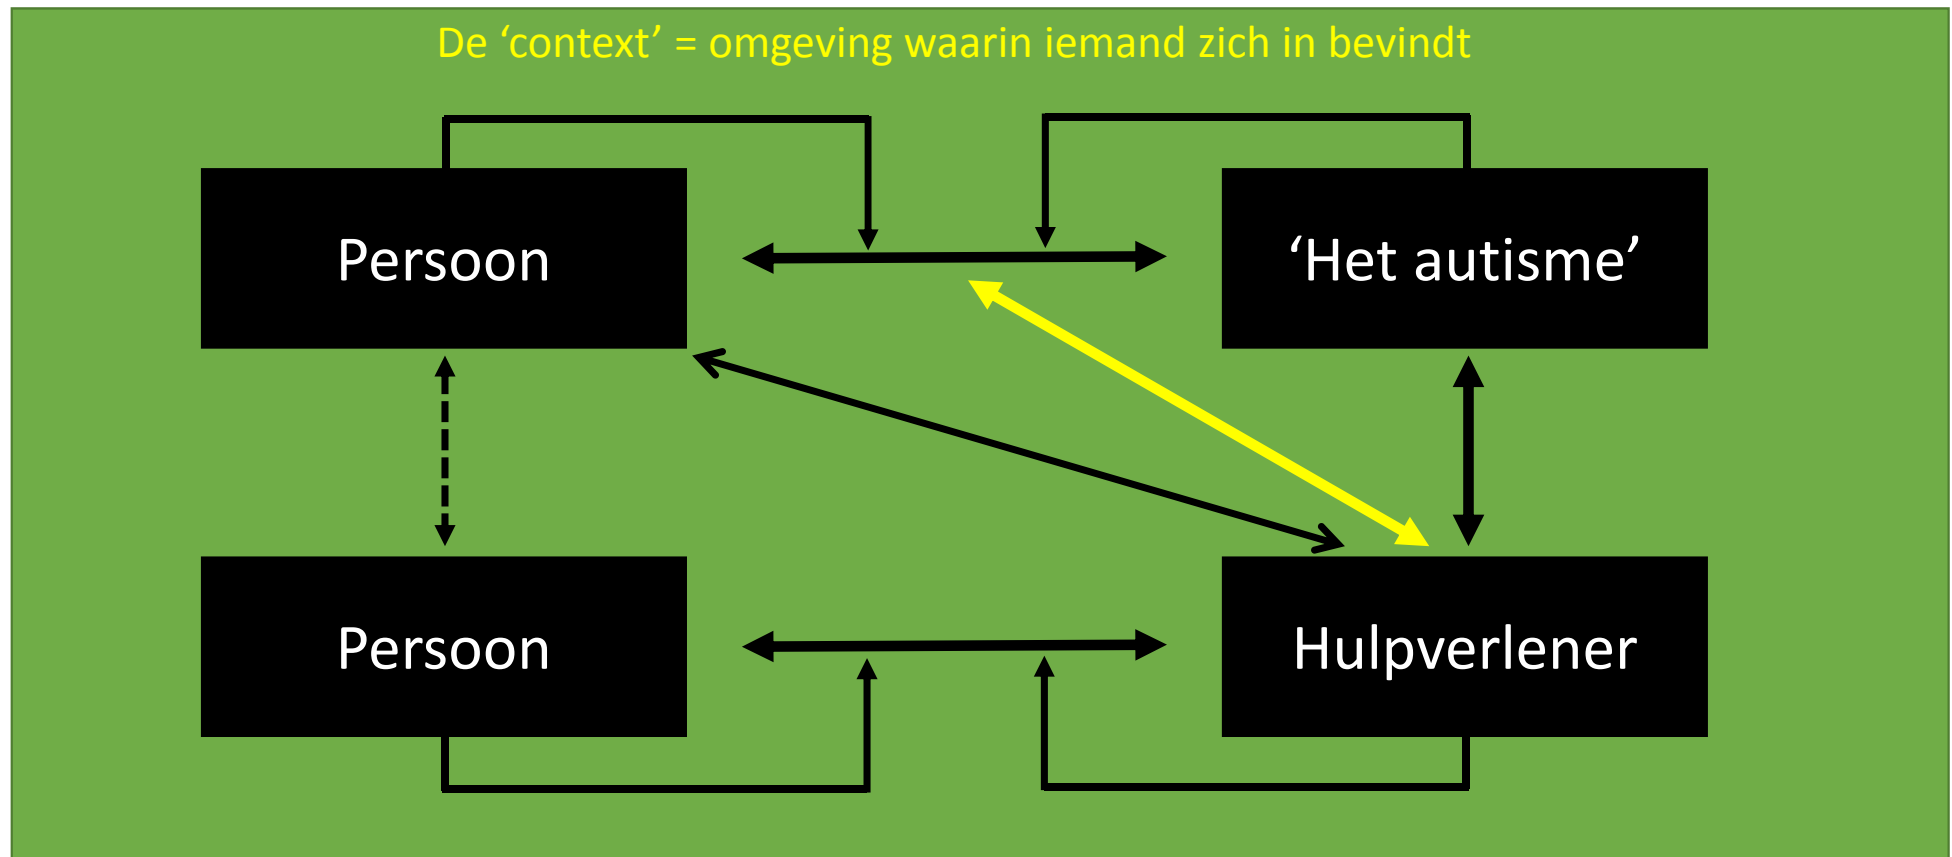 De ‘context’ = omgeving waarin iemand zich in bevindt
Persoon
‘Het autisme’
Persoon
Hulpverlener